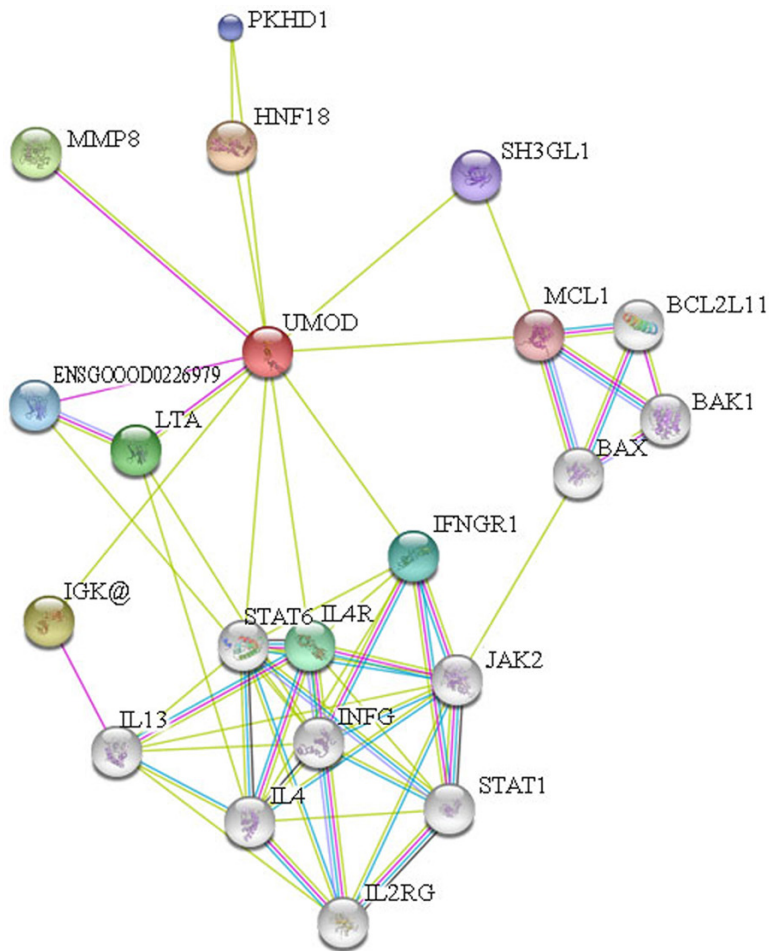 PKHD1
HNF18
MMP8
SH3GL1
MCL1
BCL2L11
UMOD
ENSGOOOD0226979
LTA
BAK1
BAX
IFNGR1
IGK@
STAT6
IL4R
JAK2
IL13
INFG
IL4
STAT1
IL2RG